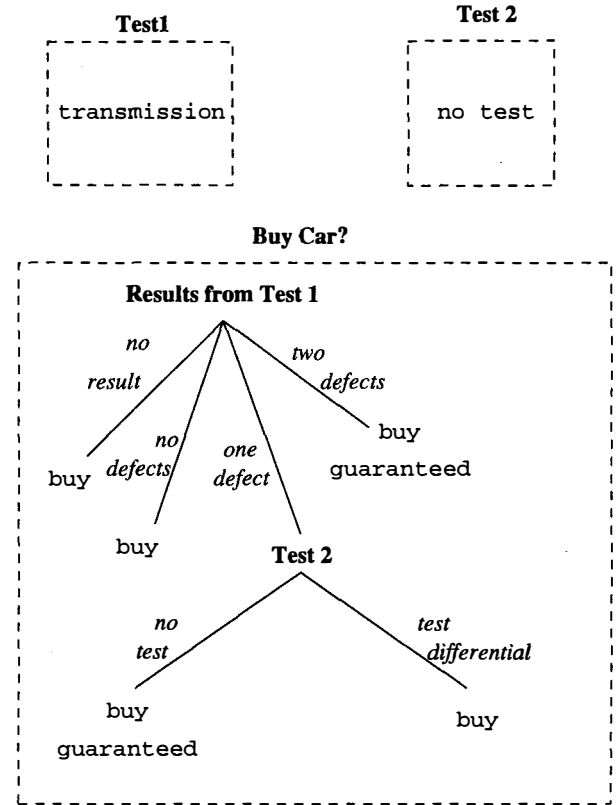 Test1
Test 2
transmission
no test
Buy Car?
Results from Test 1
no
result
no
defects
one
defect
two
defects
buy
buy
buy
guaranteed
Test 2
no
test
test
differential
buy
guaranteed
buy